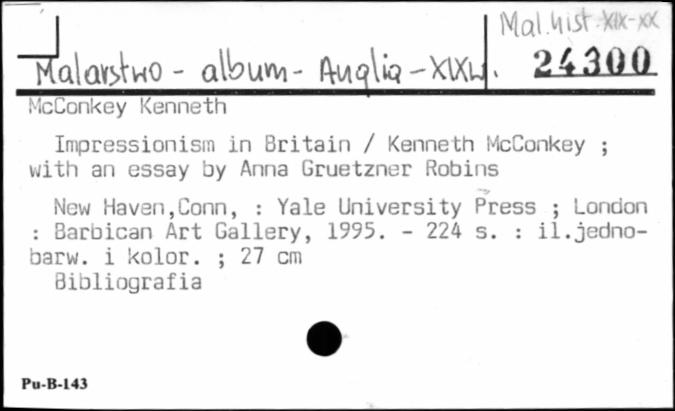 Mal.hist. XIX-XX
Malarstwo - album - Anglia - XIX w. 24300
McConkey Kenneth
Impressionism in Britain / Kenneth McConkey ;
with an essay by Anna Gruetzner Robins
New Haven,Conn, : Yale University Press ; London
: Barbican Art Gallery, 1995. - 224 s. : il.jedno-
barw. i kolor. ; 27 cm
Bibliografia
Pu-B-143